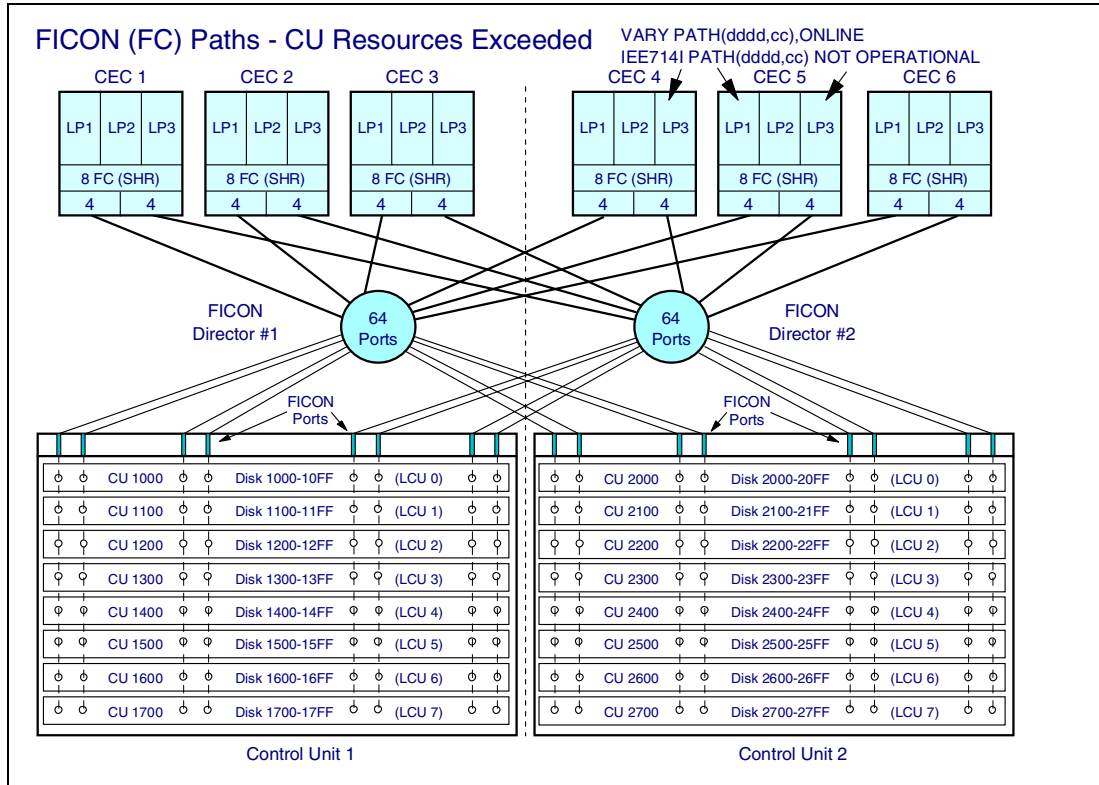 FICON (FC) Paths - CU Resources Exceeded
VARY PATH(dddd,cc),ONLINE
IEE714I PATH(dddd,cc) NOT OPERATIONAL
CEC 1 CEC 2 CEC 3 CEC 4 CEC 5 CEC 6
LP1 LP2 LP3 LP1 LP2 LP3 LP1 LP2 LP3 LP1 LP2 LP3 LP1 LP2 LP3 LP1 LP2 LP3
8 FC (SHR) 8 FC (SHR) 8 FC (SHR) 8 FC (SHR) 8 FC (SHR) 8 FC (SHR)
4 4 4 4 4 4 4 4 4 4 4 4
FICON
Director #1
64
Ports
64
Ports
FICON
Director #2
FICON
Ports
FICON
Ports
CU 1000 Disk 1000-10FF (LCU 0)
CU 1100 Disk 1100-11FF (LCU 1)
CU 1200 Disk 1200-12FF (LCU 2)
CU 1300 Disk 1300-13FF (LCU 3)
CU 1400 Disk 1400-14FF (LCU 4)
CU 1500 Disk 1500-15FF (LCU 5)
CU 1600 Disk 1600-16FF (LCU 6)
CU 1700 Disk 1700-17FF (LCU 7)
Control Unit 1
CU 2000 Disk 2000-20FF (LCU 0)
CU 2100 Disk 2100-21FF (LCU 1)
CU 2200 Disk 2200-22FF (LCU 2)
CU 2300 Disk 2300-23FF (LCU 3)
CU 2400 Disk 2400-24FF (LCU 4)
CU 2500 Disk 2500-25FF (LCU 5)
CU 2600 Disk 2600-26FF (LCU 6)
CU 2700 Disk 2700-27FF (LCU 7)
Control Unit 2